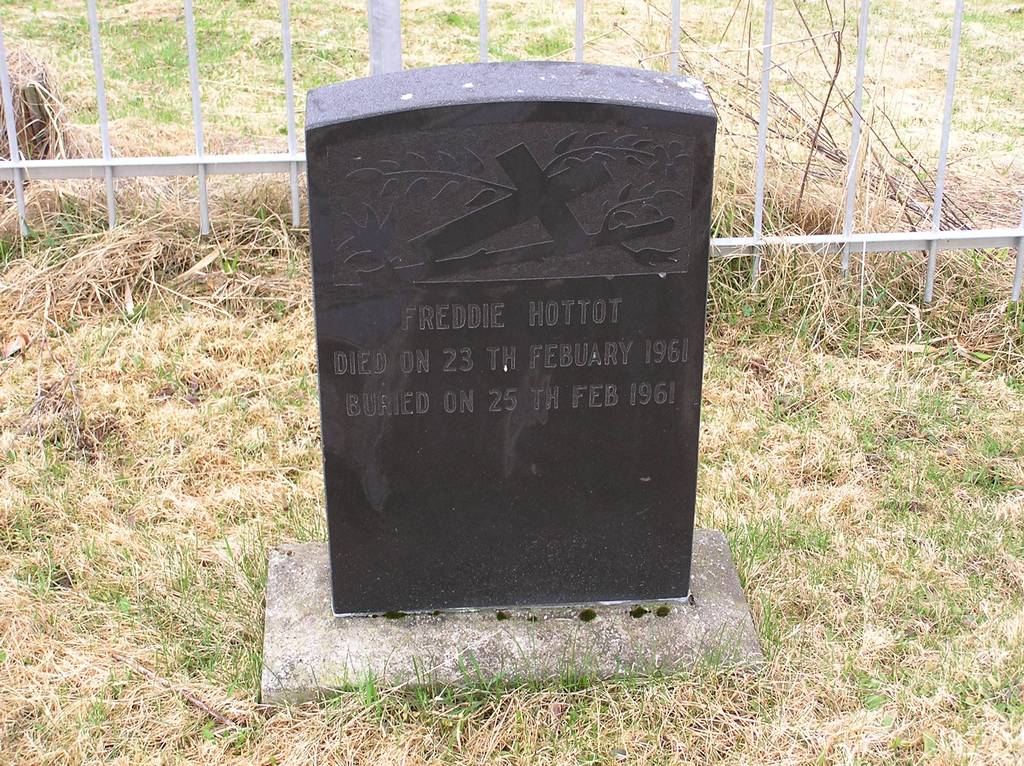 FREDDIE HOTTOT
DIED ON 23 TH FEBUARY 1961
BURIED ON 25 TH FEB 1961